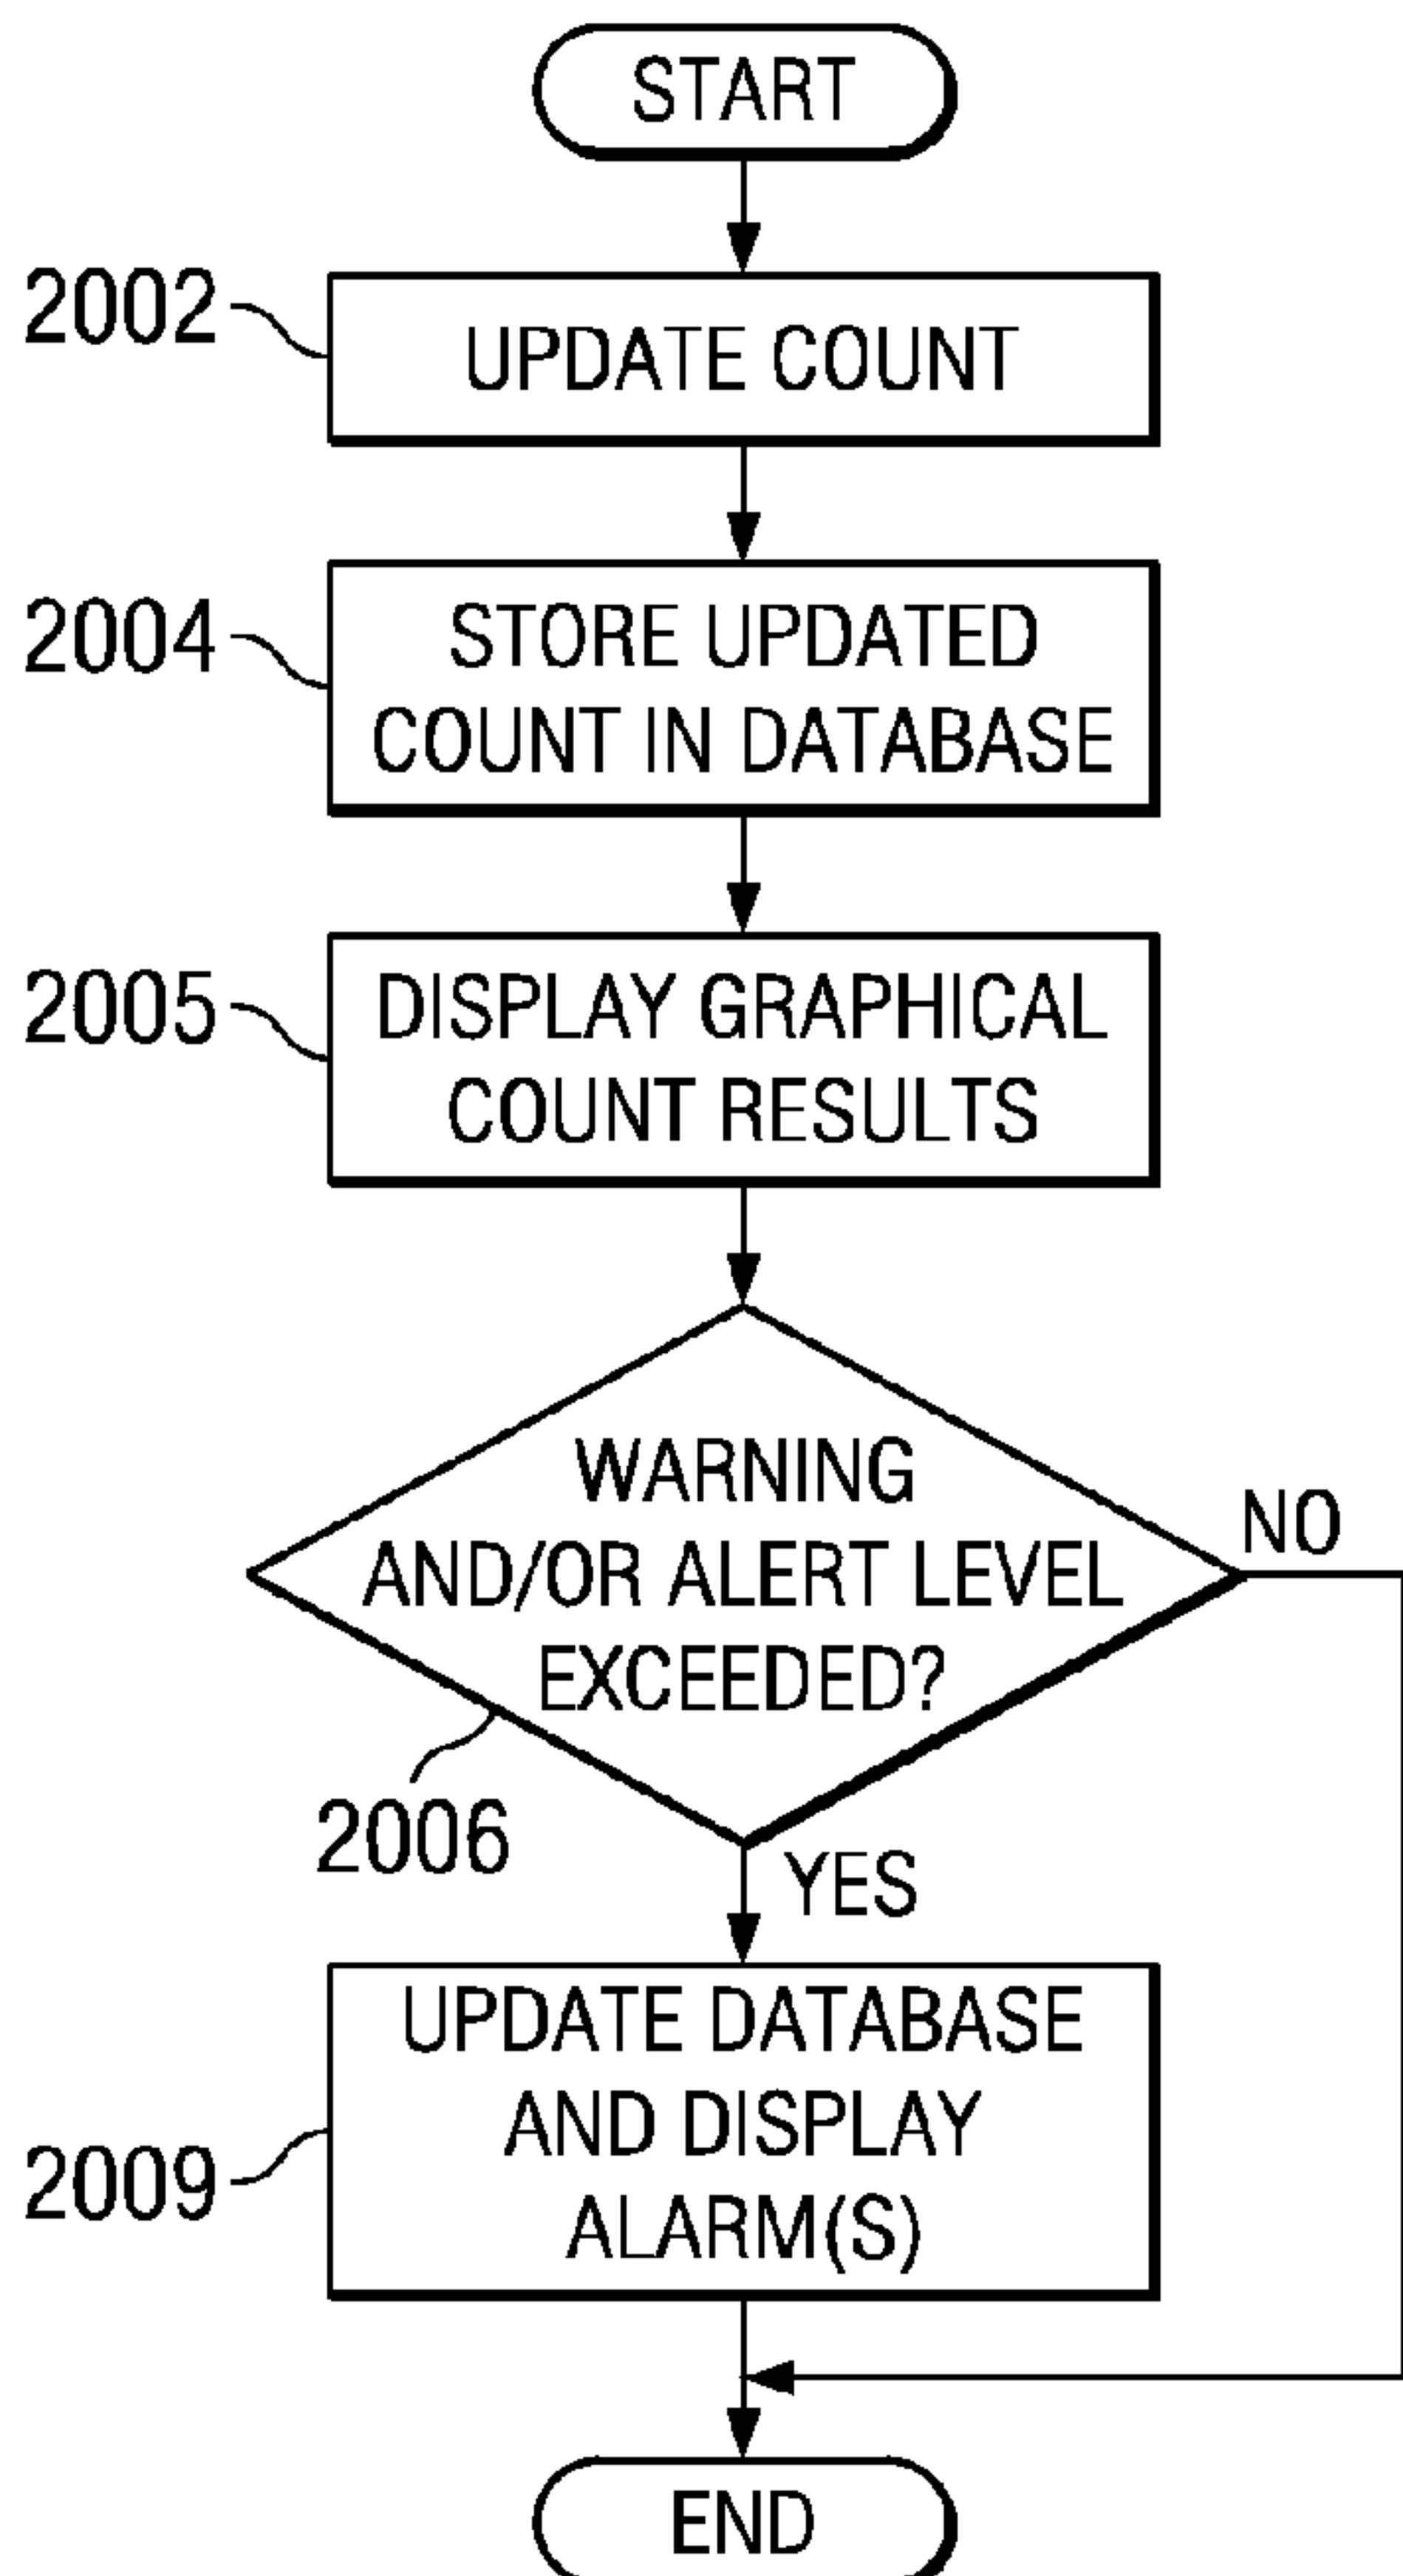 START
2002
UPDATE COUNT
2004
STORE UPDATED
COUNT IN DATABASE
2005
DISPLAY GRAPHICAL
COUNT RESULTS
WARNING
AND/OR ALERT LEVEL
EXCEEDED?
NO
2006
YES
UPDATE DATABASE
AND DISPLAY
ALARM(S)
2009
END